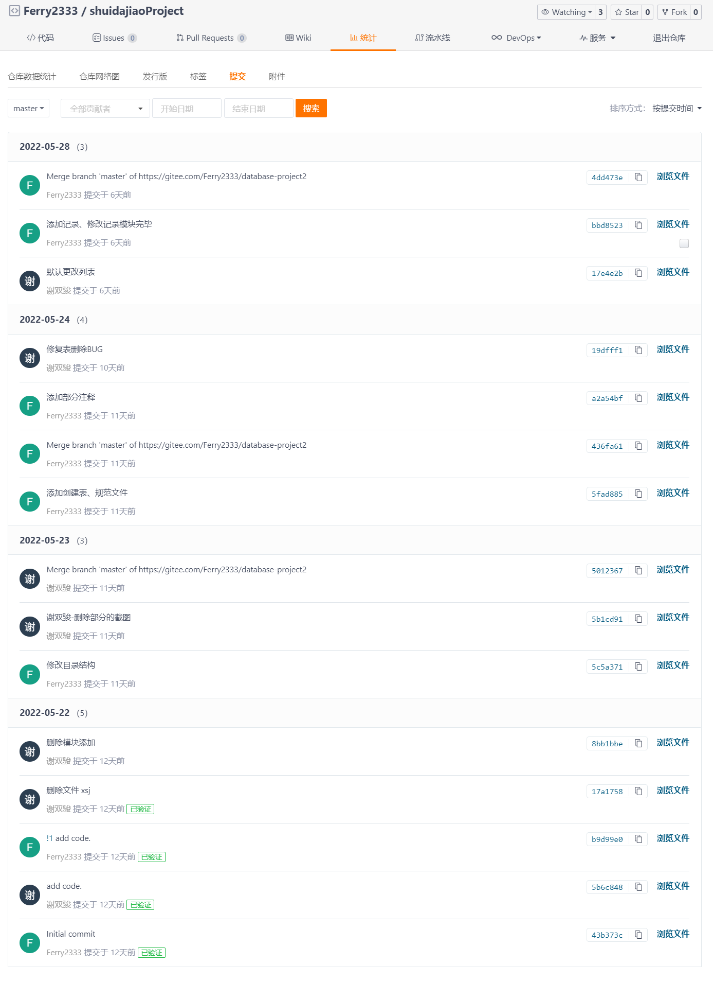 Ferry2333 / shuidajiaoProject
Watching 3 Star 0 Fork 0
代码 Issues 0 Pull Requests 0 Wiki 统计 流水线 DevOps 服务 退出仓库
仓库数据统计 仓库网络图 发行版 标签 提交 附件
master 全部贡献者 开始日期 结束日期 搜索 排序方式: 按提交时间
2022-05-28 (3)
F Merge branch 'master' of https://gitee.com/Ferry2333/database-project2 4dd473e 浏览文件
Ferry2333 提交于 6天前
F 添加记录、修改记录模块完毕 bbd8523 浏览文件
Ferry2333 提交于 6天前
谢 默认更改列表 17e4e2b 浏览文件
谢双骏 提交于 6天前
2022-05-24 (4)
谢 修复表删除BUG 19dfff1 浏览文件
谢双骏 提交于 10天前
F 添加部分注释 a2a54bf 浏览文件
Ferry2333 提交于 11天前
F Merge branch 'master' of https://gitee.com/Ferry2333/database-project2 436fa61 浏览文件
Ferry2333 提交于 11天前
F 添加创建表、规范文件 5fad885 浏览文件
Ferry2333 提交于 11天前
2022-05-23 (3)
谢 Merge branch 'master' of https://gitee.com/Ferry2333/database-project2 5012367 浏览文件
谢双骏 提交于 11天前
谢 谢双骏-删除部分的截图 5b1cd91 浏览文件
谢双骏 提交于 11天前
F 修改目录结构 5c5a371 浏览文件
Ferry2333 提交于 11天前
2022-05-22 (5)
谢 删除模块添加 8bb1bbe 浏览文件
谢双骏 提交于 12天前
谢 删除文件 xsj 17a1758 浏览文件
谢双骏 提交于 12天前 已验证
F !1 add code. b9d99e0 浏览文件
Ferry2333 提交于 12天前 已验证
谢 add code. 5b6c848 浏览文件
谢双骏 提交于 12天前 已验证
F Initial commit 43b373c 浏览文件
Ferry2333 提交于 12天前 已验证